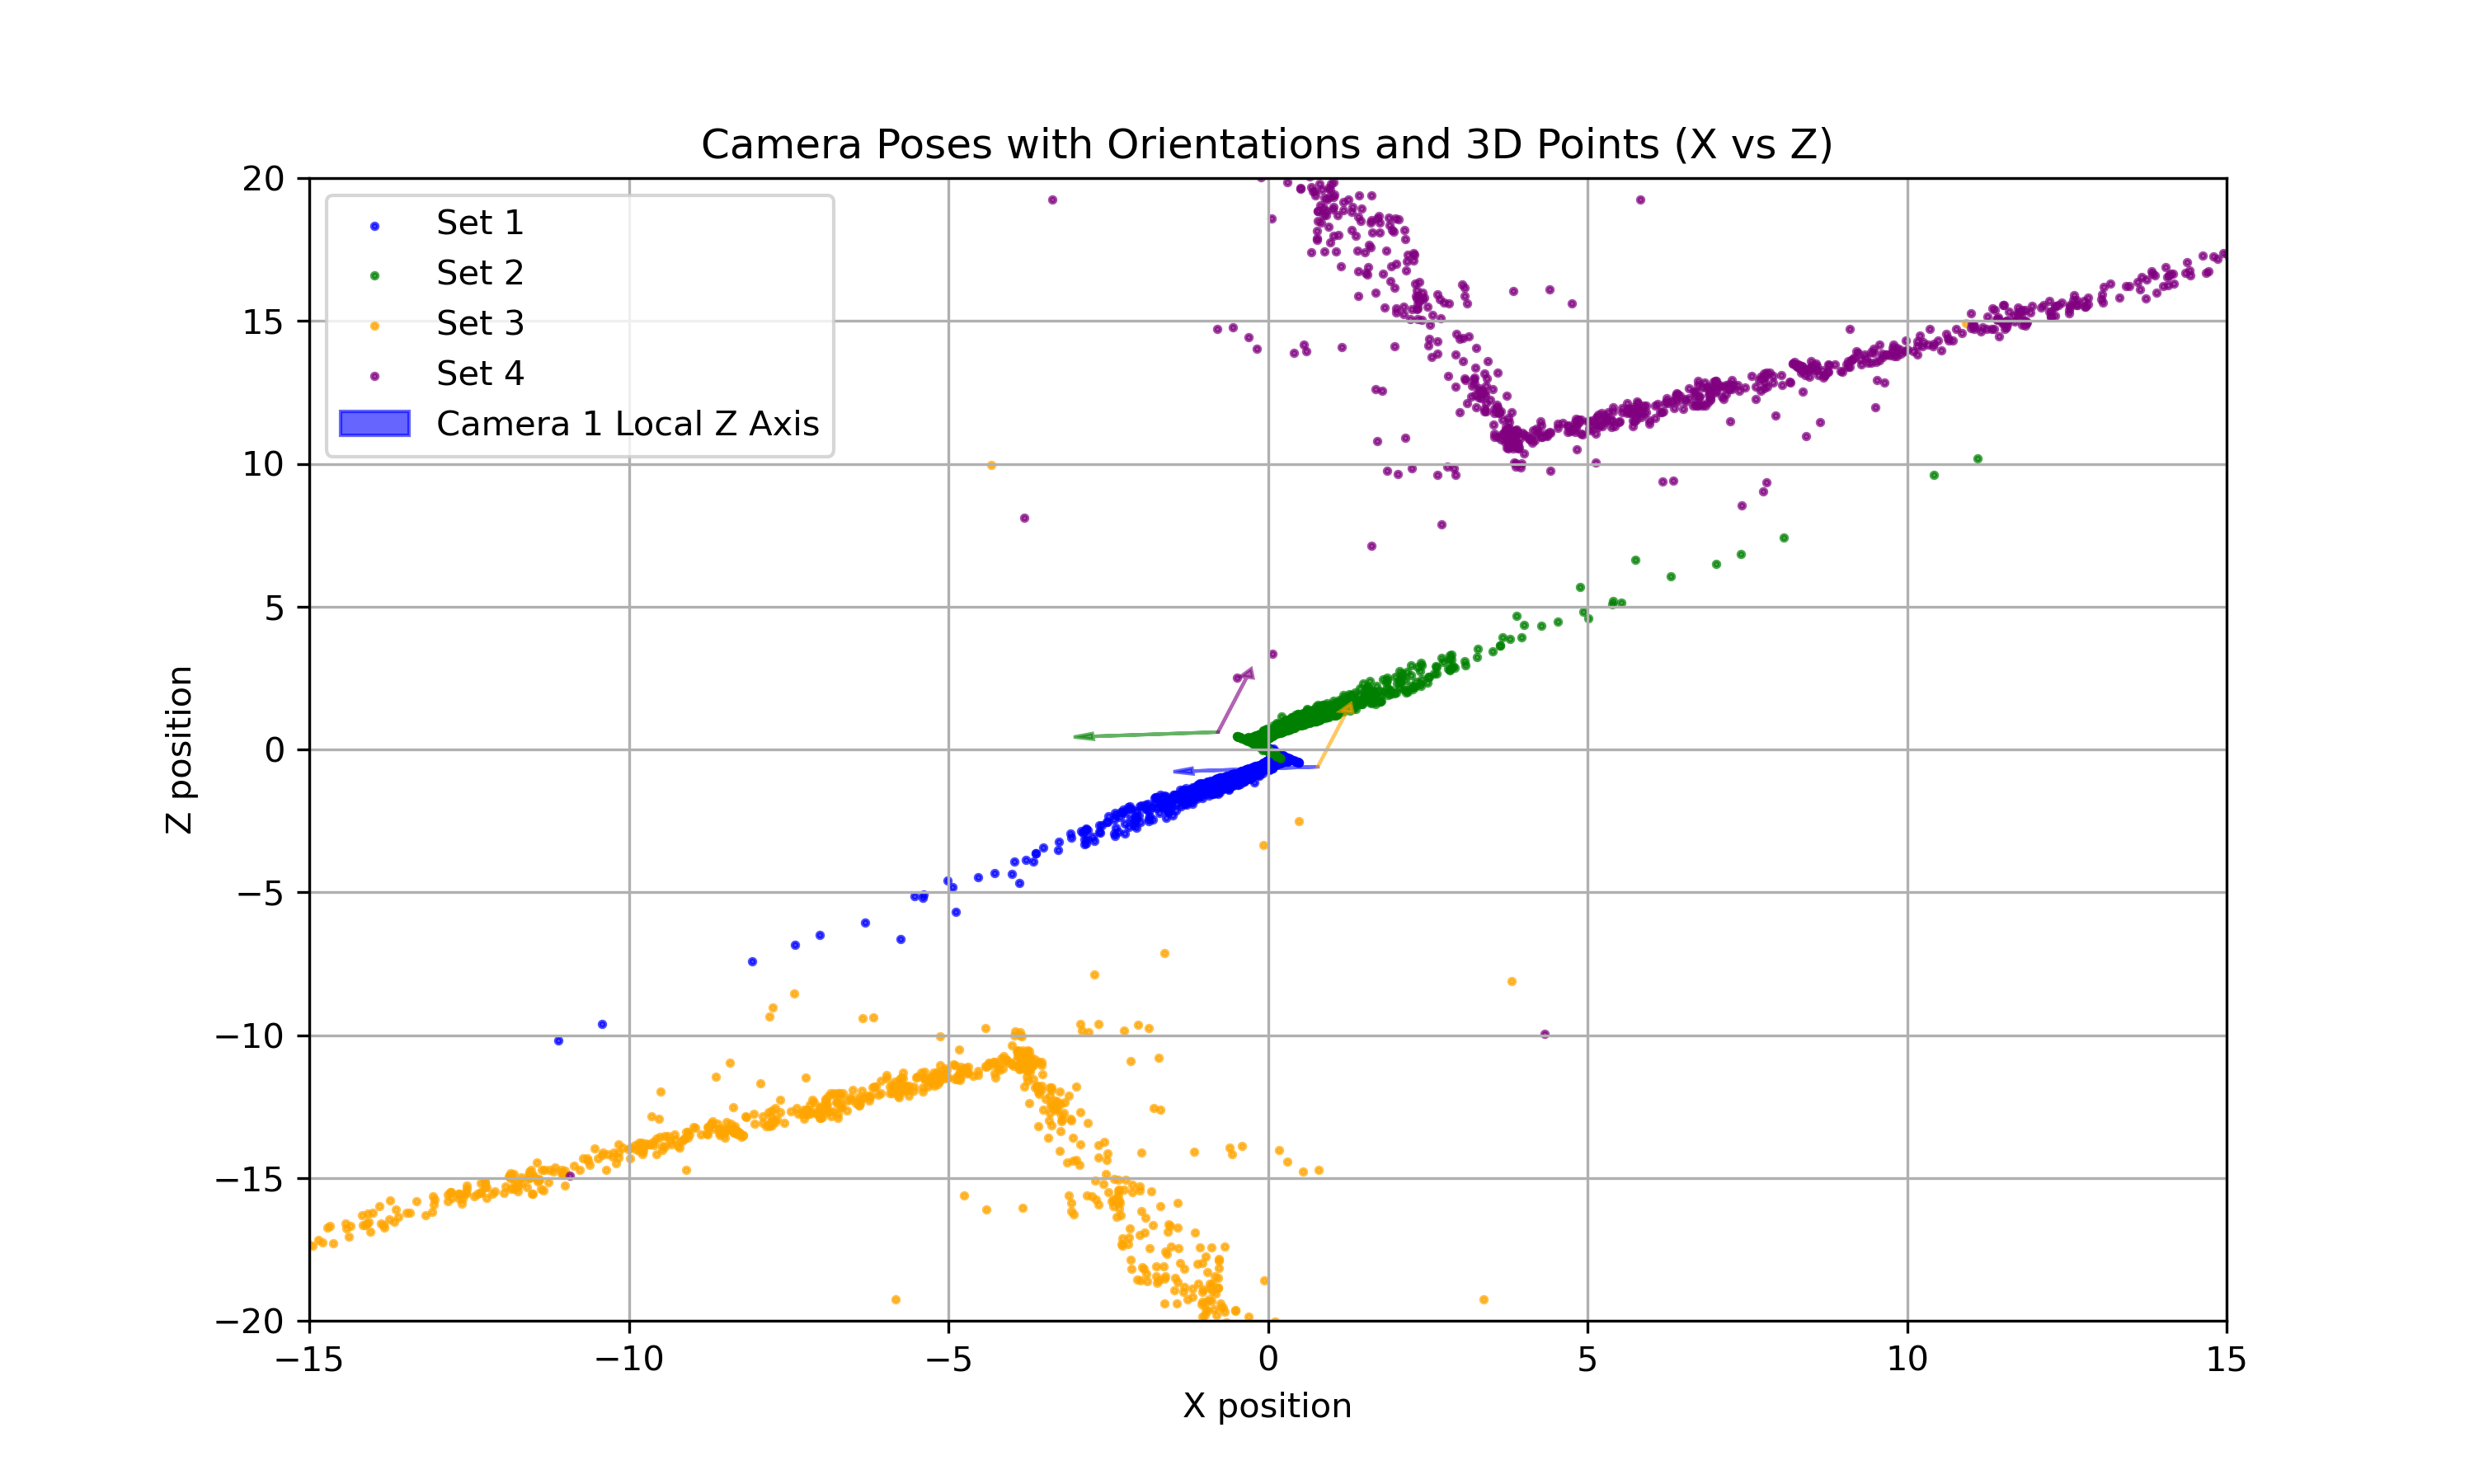 Camera Poses with Orientations and 3D Points (X vs Z)
Set 1
Set 2
Set 3
Set 4
Camera 1 Local Z Axis
20
15
10
5
0
−5
−10
−15
−20
Z position
−15
−10
−5
0
5
10
15
X position